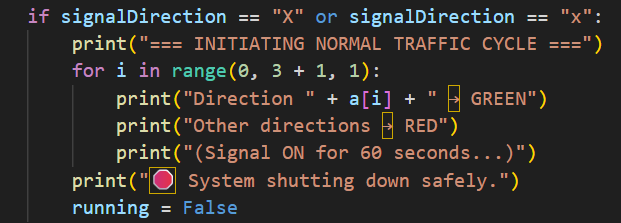 if signalDirection == "X" or signalDirection == "x":
print("=== INITIATING NORMAL TRAFFIC CYCLE ===")
for i in range(0, 3 + 1, 1):
print("Direction " + a[i] + " → GREEN")
print("Other directions → RED")
print("(Signal ON for 60 seconds...)")
print("🛑 System shutting down safely.")
running = False